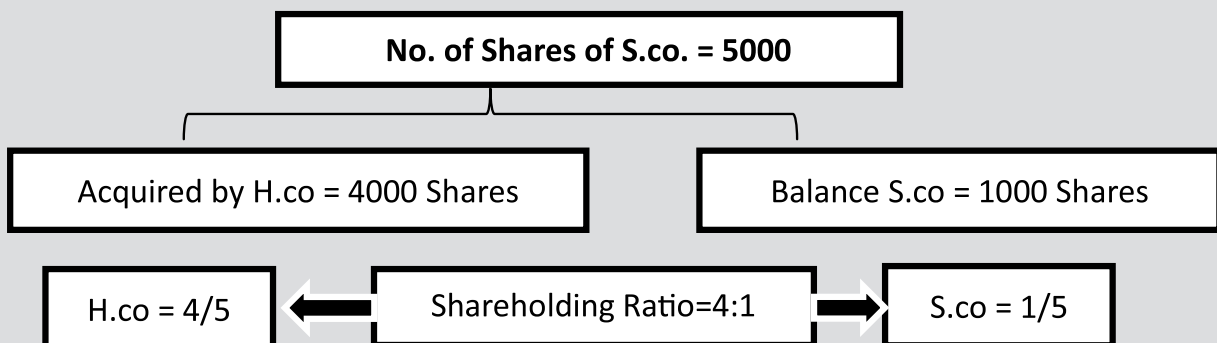 No. of Shares of S.co. = 5000
Acquired by H.co = 4000 Shares
Balance S.co = 1000 Shares
H.co = 4/5
Shareholding Ratio=4:1
S.co = 1/5